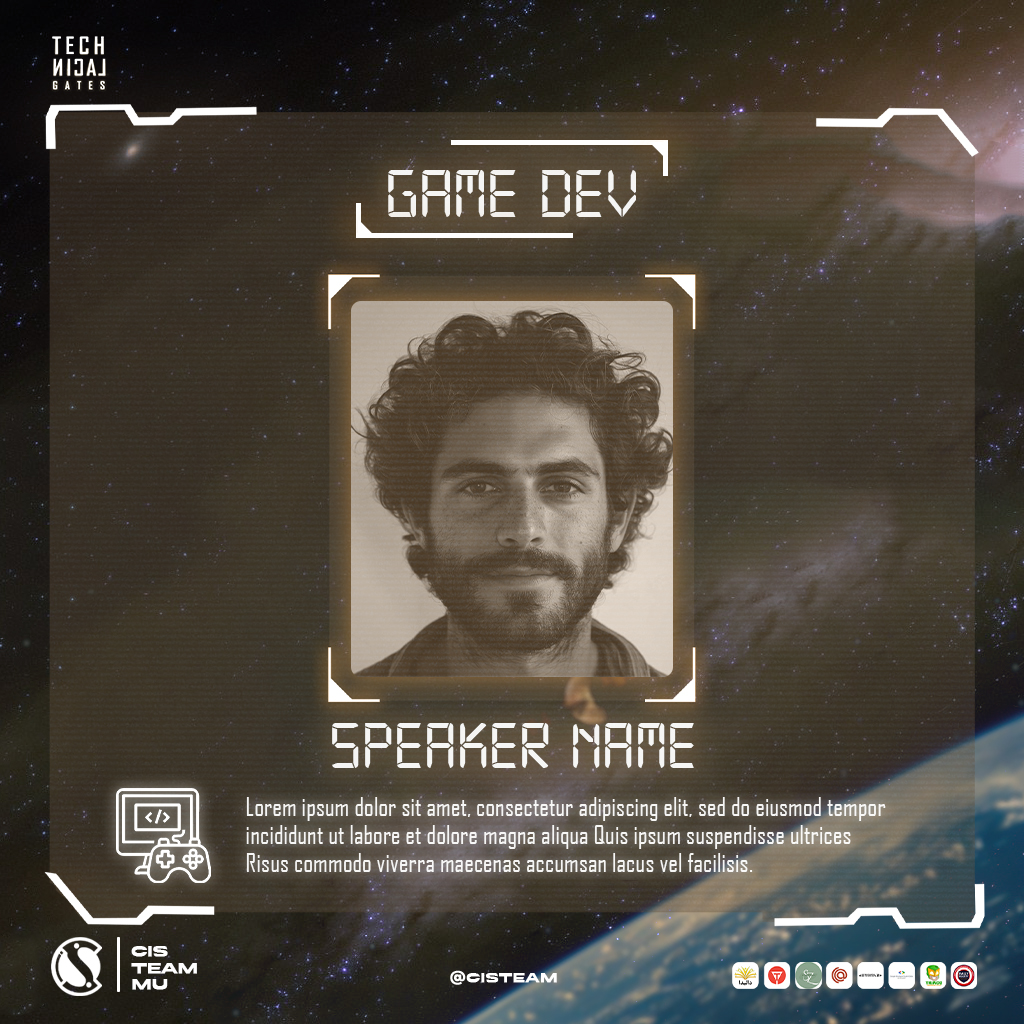 TECH
NICAL
GATES
GAME DEV
SPEAKER NAME
</>
Lorem ipsum dolor sit amet, consectetur adipiscing elit, sed do eiusmod tempor
incididunt ut labore et dolore magna aliqua Quis ipsum suspendisse ultrices
Risus commodo viverra maecenas accumsan lacus vel facilisis.
CIS
TEAM
MU
@CISTEAM